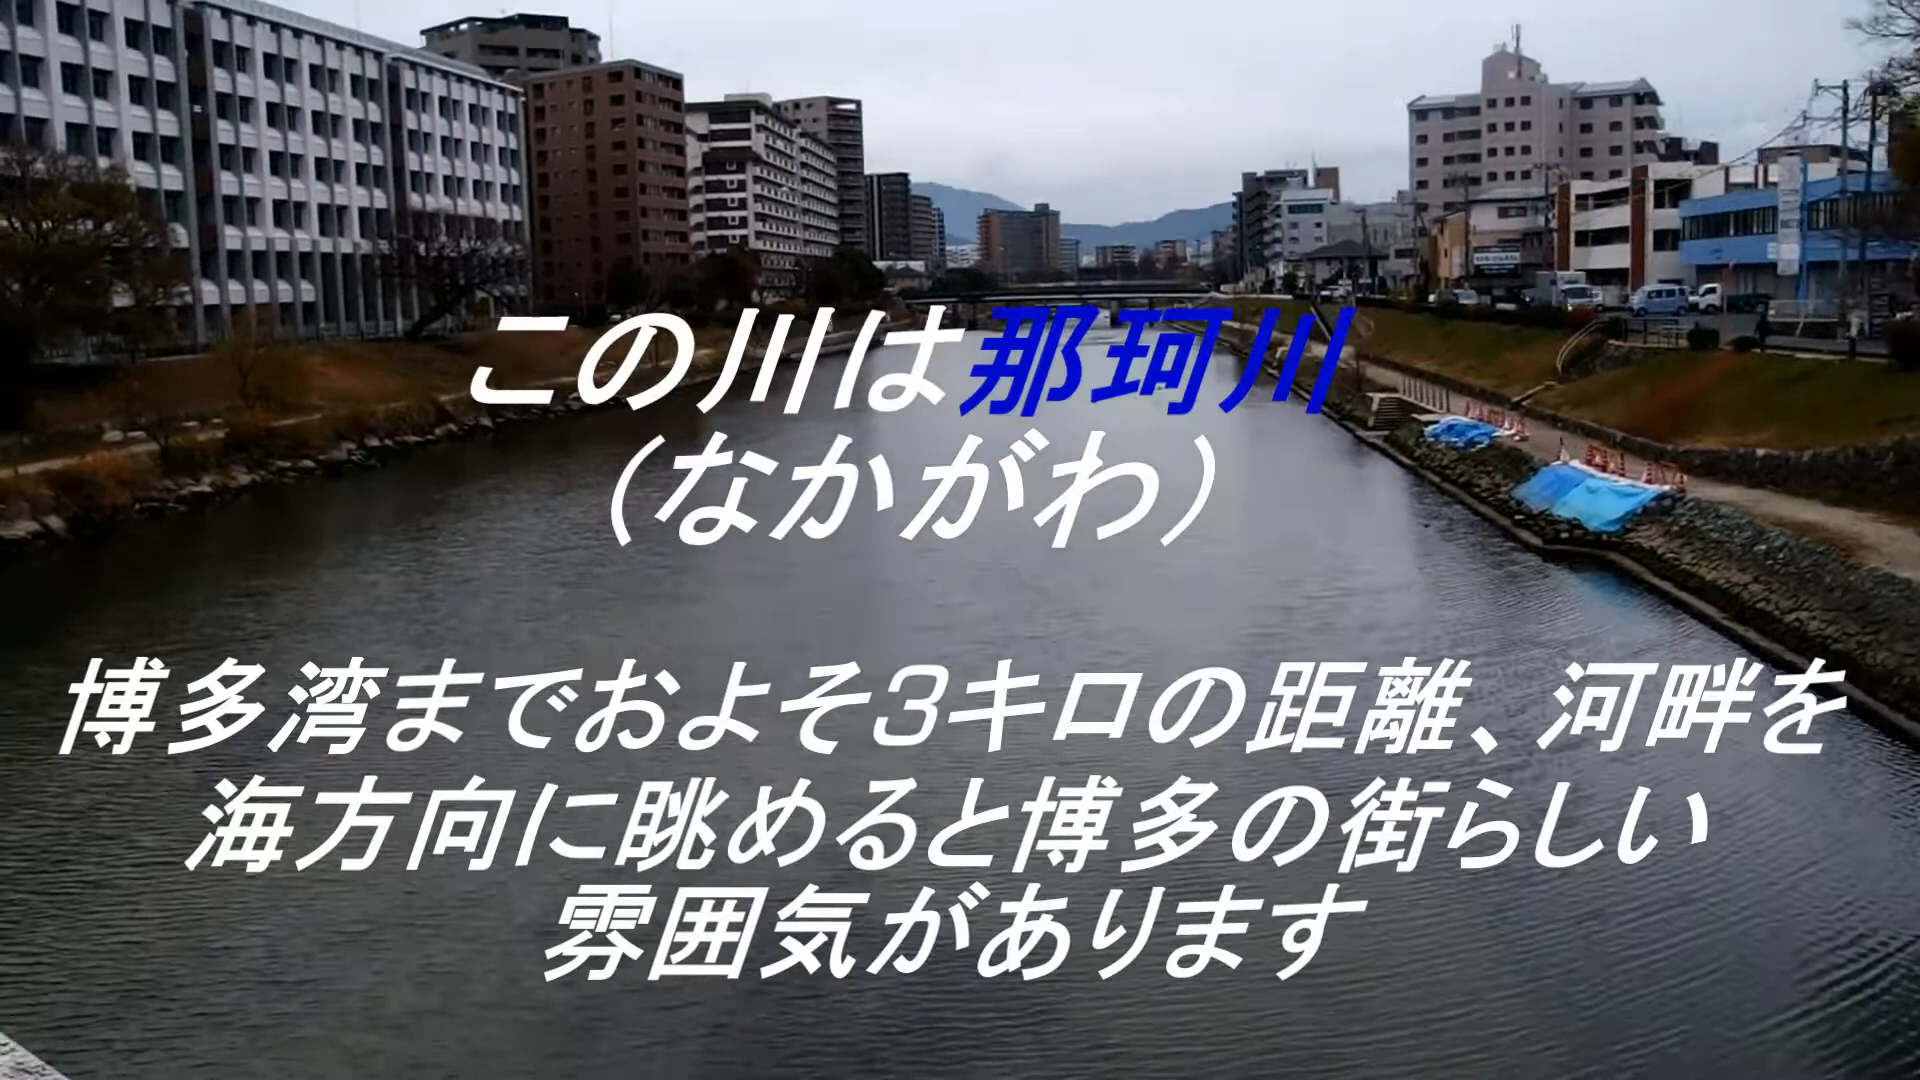 この川は那珂川
（なかがわ）
博多湾までおよそ３キロの距離、河畔を
海方向に眺めると博多の街らしい
雰囲気があります